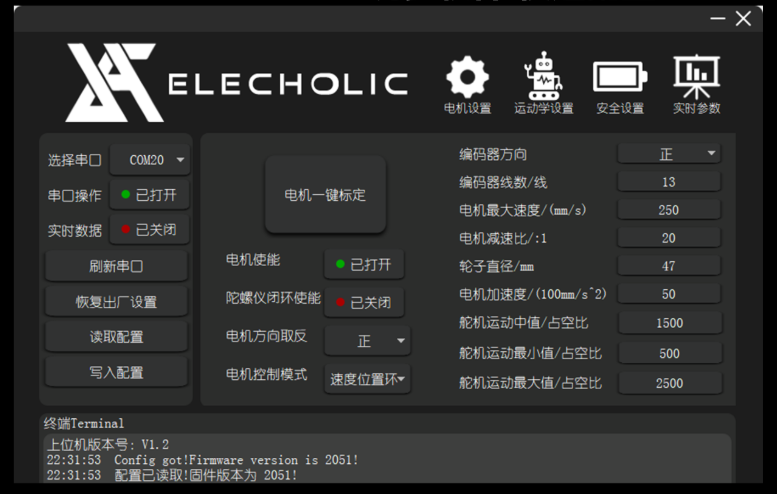 ELECHOLIC
电机设置 运动学设置 安全设置 实时参数
选择串口 COM20
串口操作 已打开
实时数据 已关闭
刷新串口
恢复出厂设置
读取配置
写入配置
电机一键标定
电机使能 已打开
陀螺仪闭环使能 已关闭
电机方向取反 正
电机控制模式 速度位置环
编码器方向 正
编码器线数/线 13
电机最大速度/(mm/s) 250
电机减速比/:1 20
轮子直径/mm 47
电机加速度/(100mm/s^2) 50
舵机运动中值/占空比 1500
舵机运动最小值/占空比 500
舵机运动最大值/占空比 2500
终端Terminal
上位机版本号: V1.2
22:31:53 Config got!Firmware version is 2051!
22:31:53 配置已读取!固件版本为 2051!